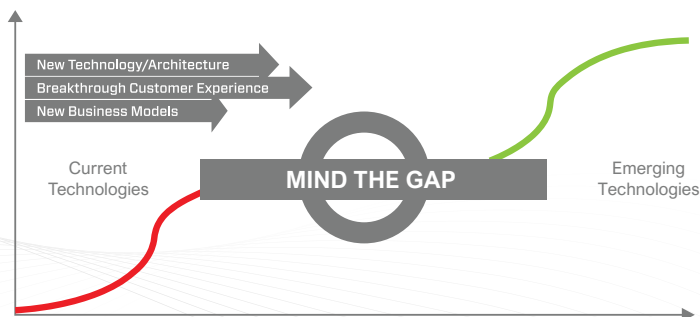 New Technology/Architecture
Breakthrough Customer Experience
New Business Models
Current
Technologies
MIND THE GAP
Emerging
Technologies